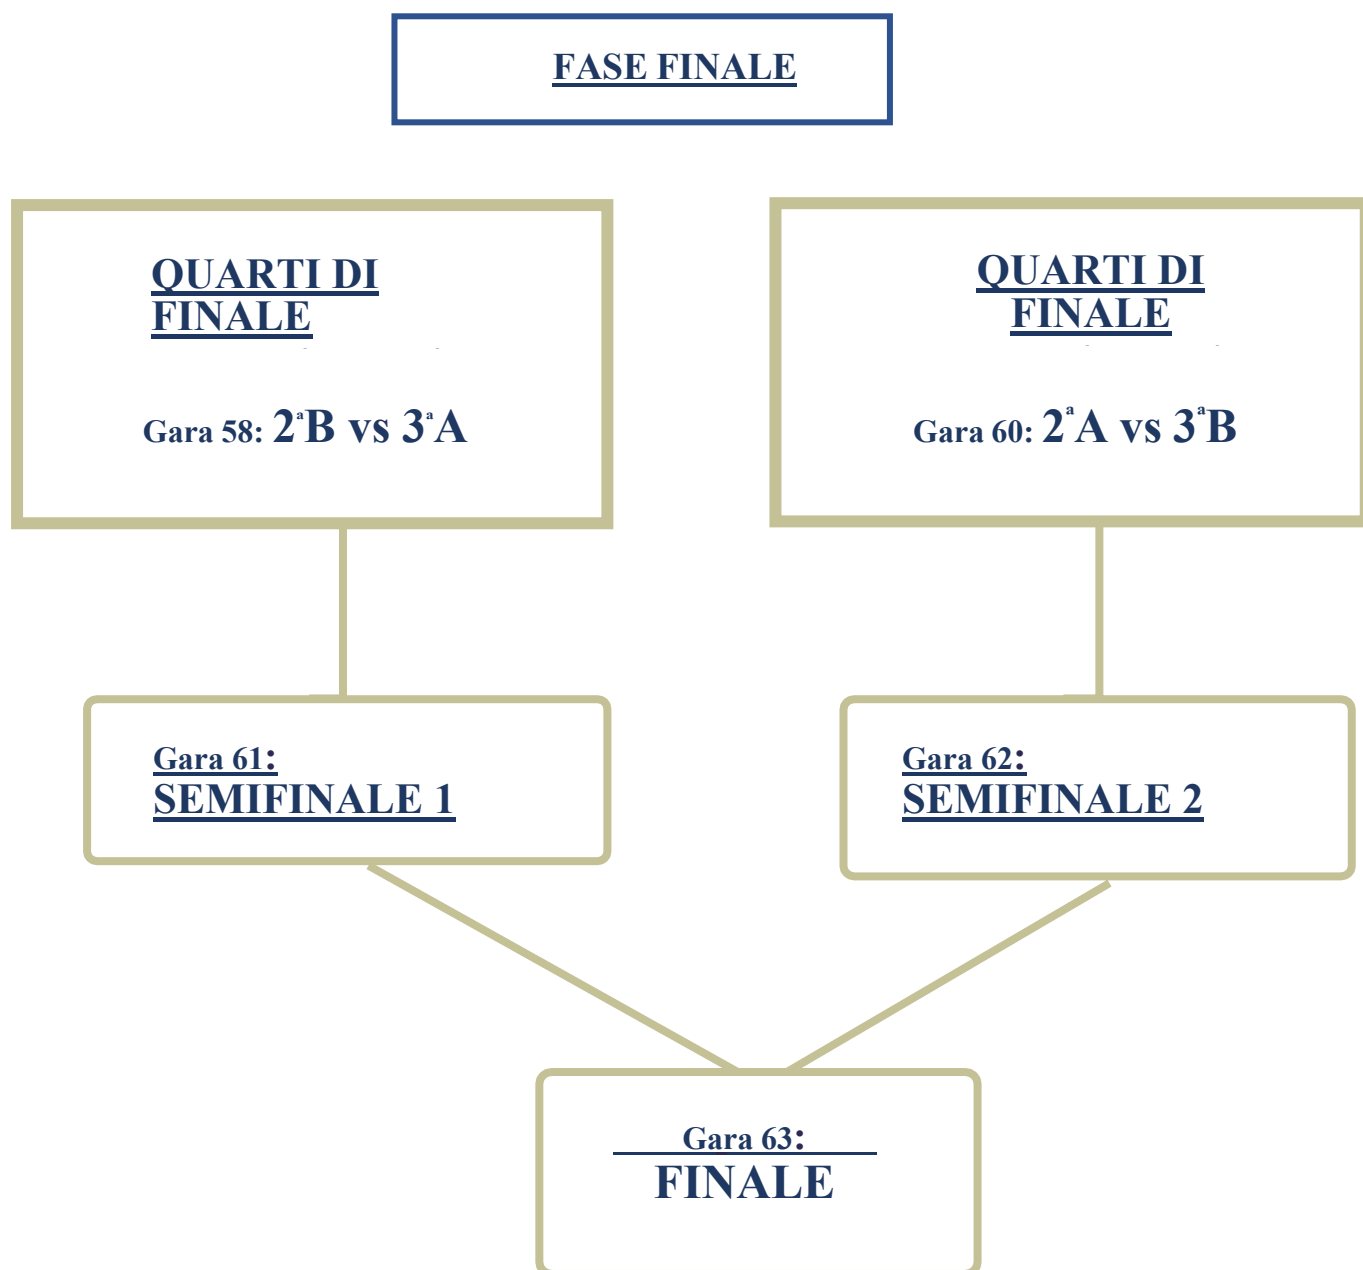 FASE FINALE
QUARTI DI
FINALE
Gara 58: 2ªB vs 3ªA
QUARTI DI
FINALE
Gara 60: 2ªA vs 3ªB
Gara 61:
SEMIFINALE 1
Gara 62:
SEMIFINALE 2
Gara 63:
FINALE